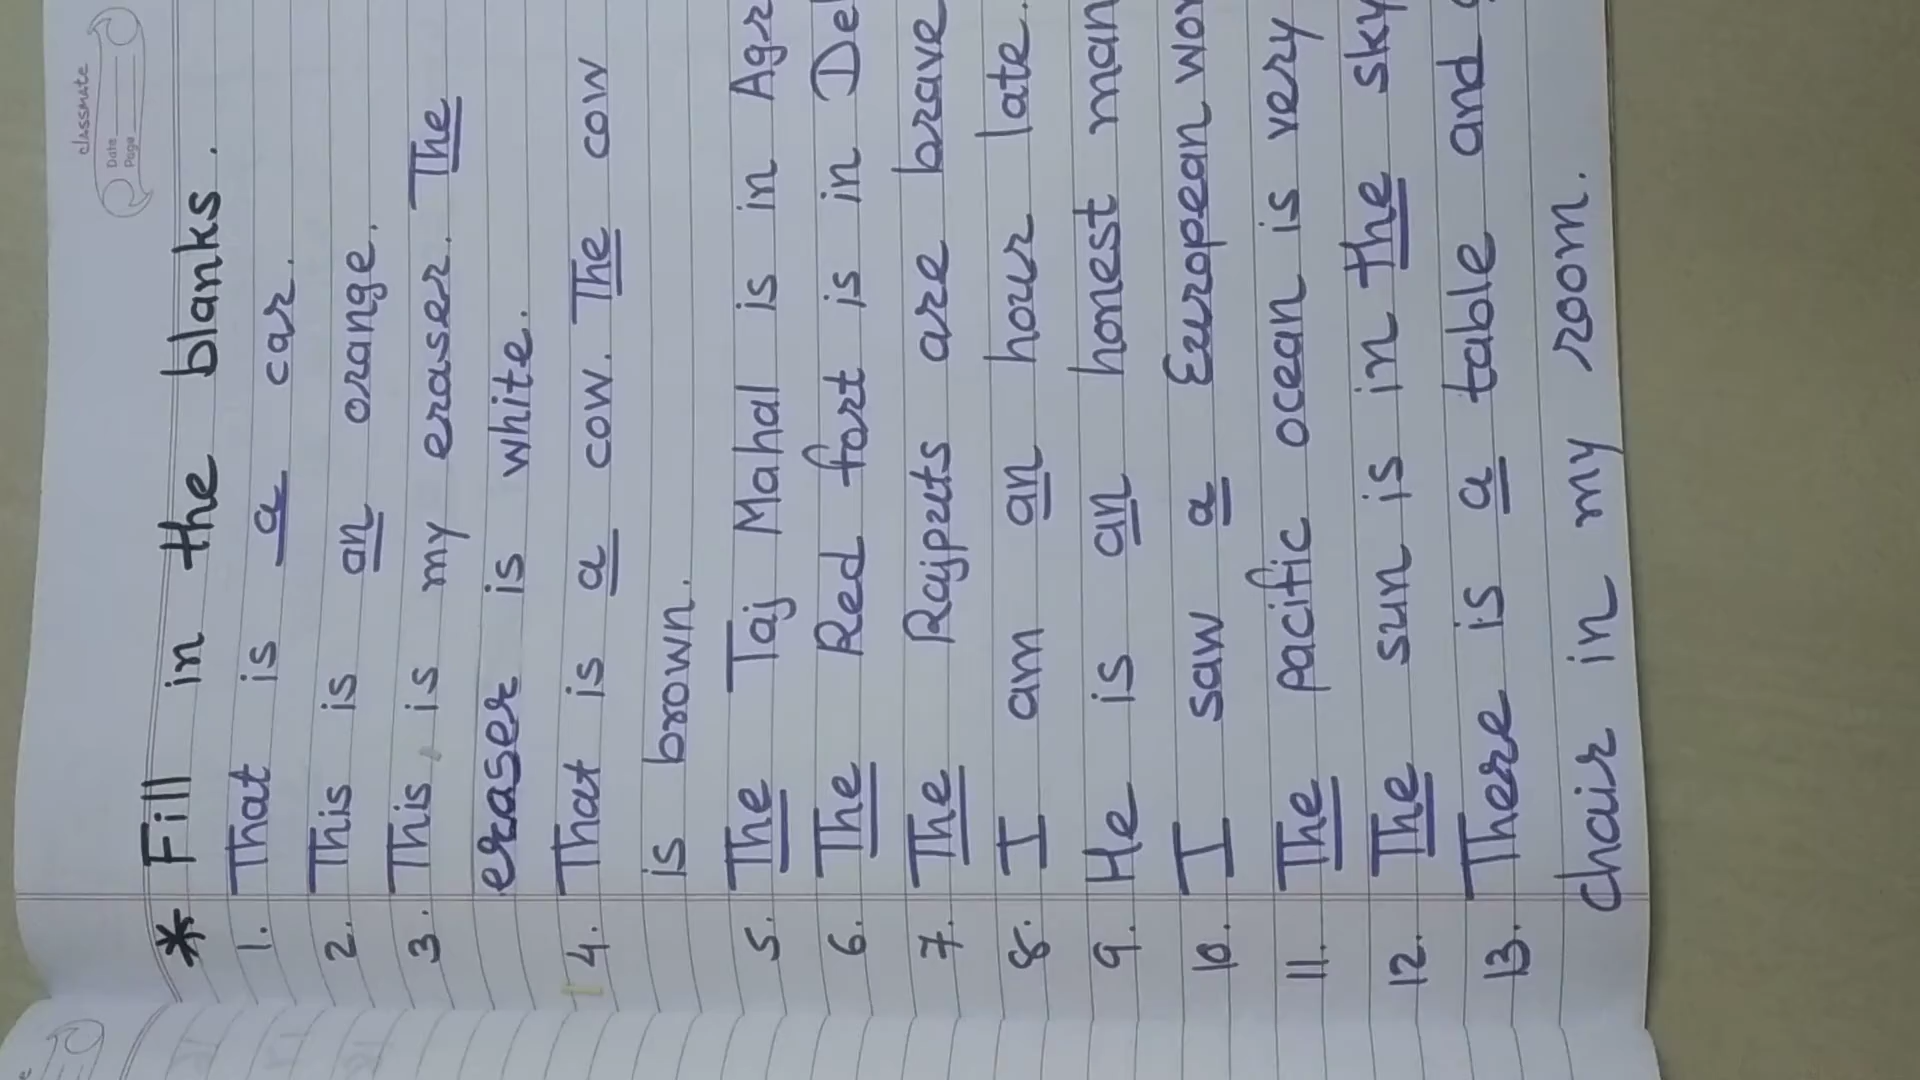 classmate
Date
Page
* Fill in the blanks.
1. That is a car.
2. This is an orange.
3. This is my eraser. The
eraser is white.
4. That is a cow. The cow
is brown.
5. The Taj Mahal is in Agr
6. The Red fort is in Del
7. The Rajputs are brave
8. I am an hour late.
9. He is an honest man
10. I saw a European wom
11. The pacific ocean is very
12. The sun is in the sky
13. There is a table and
chair in my room.